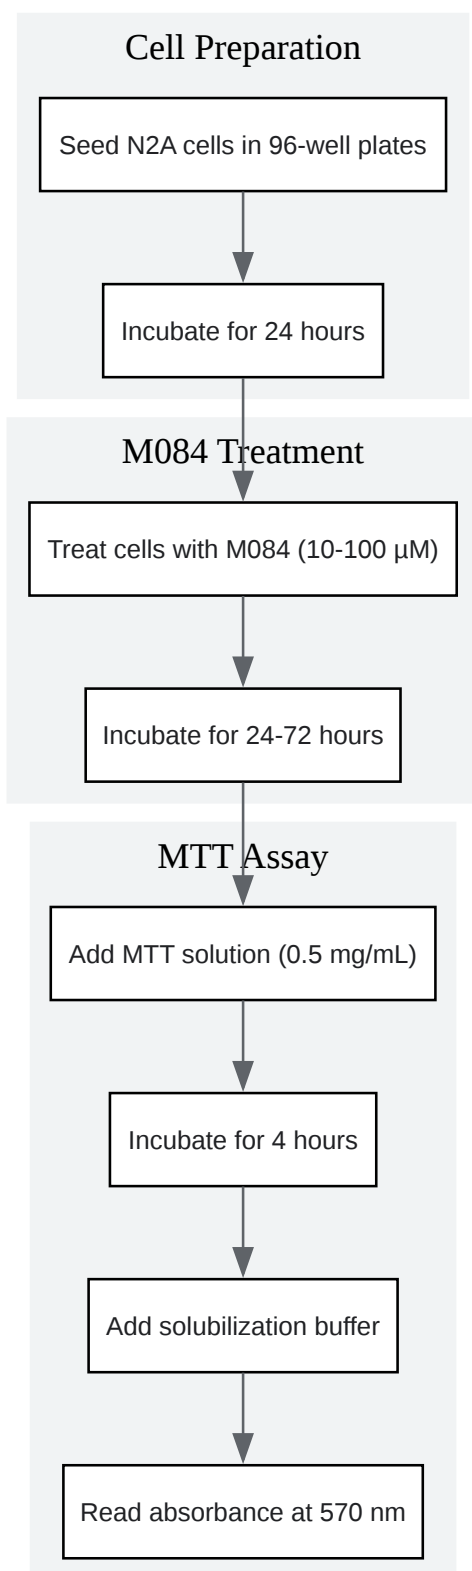 Cell Preparation
Seed N2A cells in 96-well plates
Incubate for 24 hours
M084 Treatment
Treat cells with M084 (10-100 µM)
Incubate for 24-72 hours
MTT Assay
Add MTT solution (0.5 mg/mL)
Incubate for 4 hours
Add solubilization buffer
Read absorbance at 570 nm